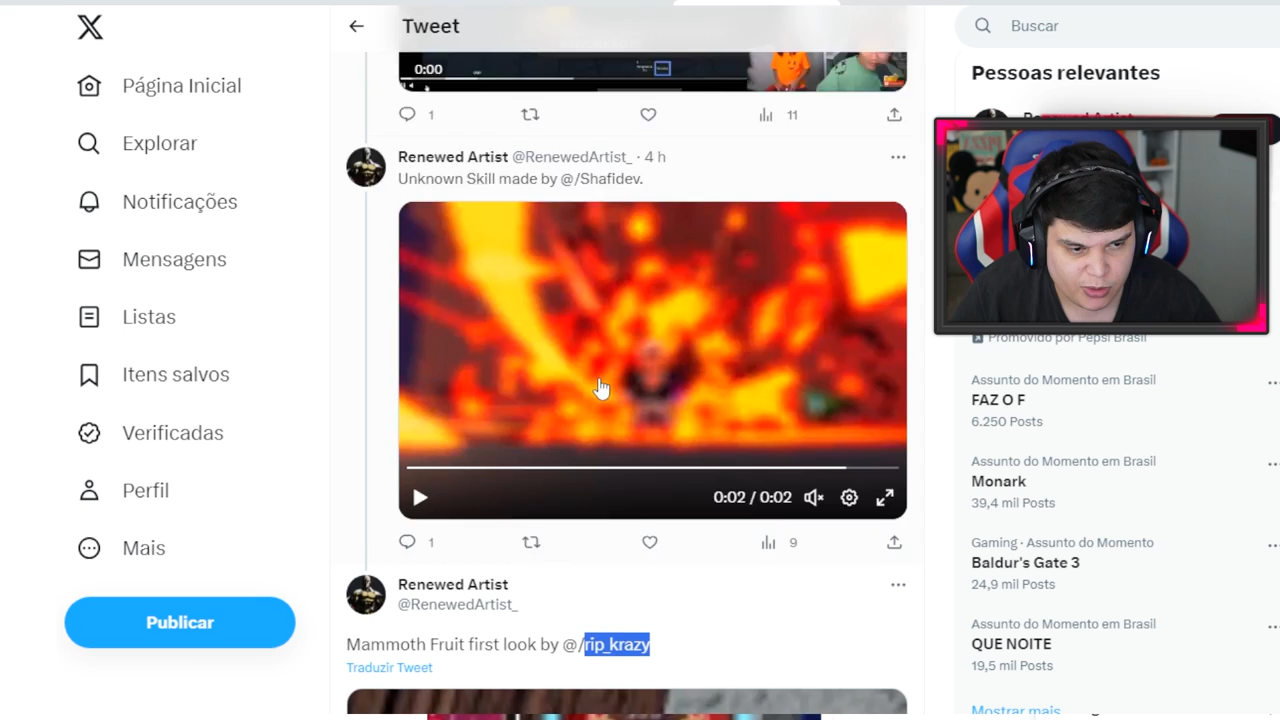 Tweet
Buscar
Pessoas relevantes
0:00
1
11
Página Inicial
Explorar
Notificações
Mensagens
Listas
Itens salvos
Verificadas
Perfil
Mais
Publicar
Renewed Artist @RenewedArtist_ · 4 h
Unknown Skill made by @/Shafidev.
0:02 / 0:02
1
9
Renewed Artist
@RenewedArtist_
Mammoth Fruit first look by @/rip_krazy
Traduzir Tweet
Renewed Artist
Promovido por Pepsi Brasil
Assunto do Momento em Brasil
FAZ O F
6.250 Posts
Assunto do Momento em Brasil
Monark
39,4 mil Posts
Gaming · Assunto do Momento
Baldur's Gate 3
24,9 mil Posts
Assunto do Momento em Brasil
QUE NOITE
19,5 mil Posts
Mostrar mais